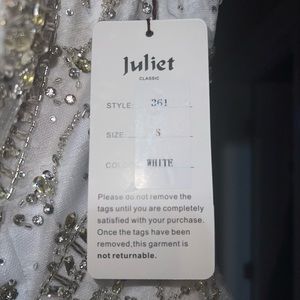 Juliet
CLASSIC
STYLE 261
SIZE S
COLOR WHITE
Please do not remove the
tags until you are completely
satisfied with your purchase.
Once the tags have been
removed,this garment is
not returnable.